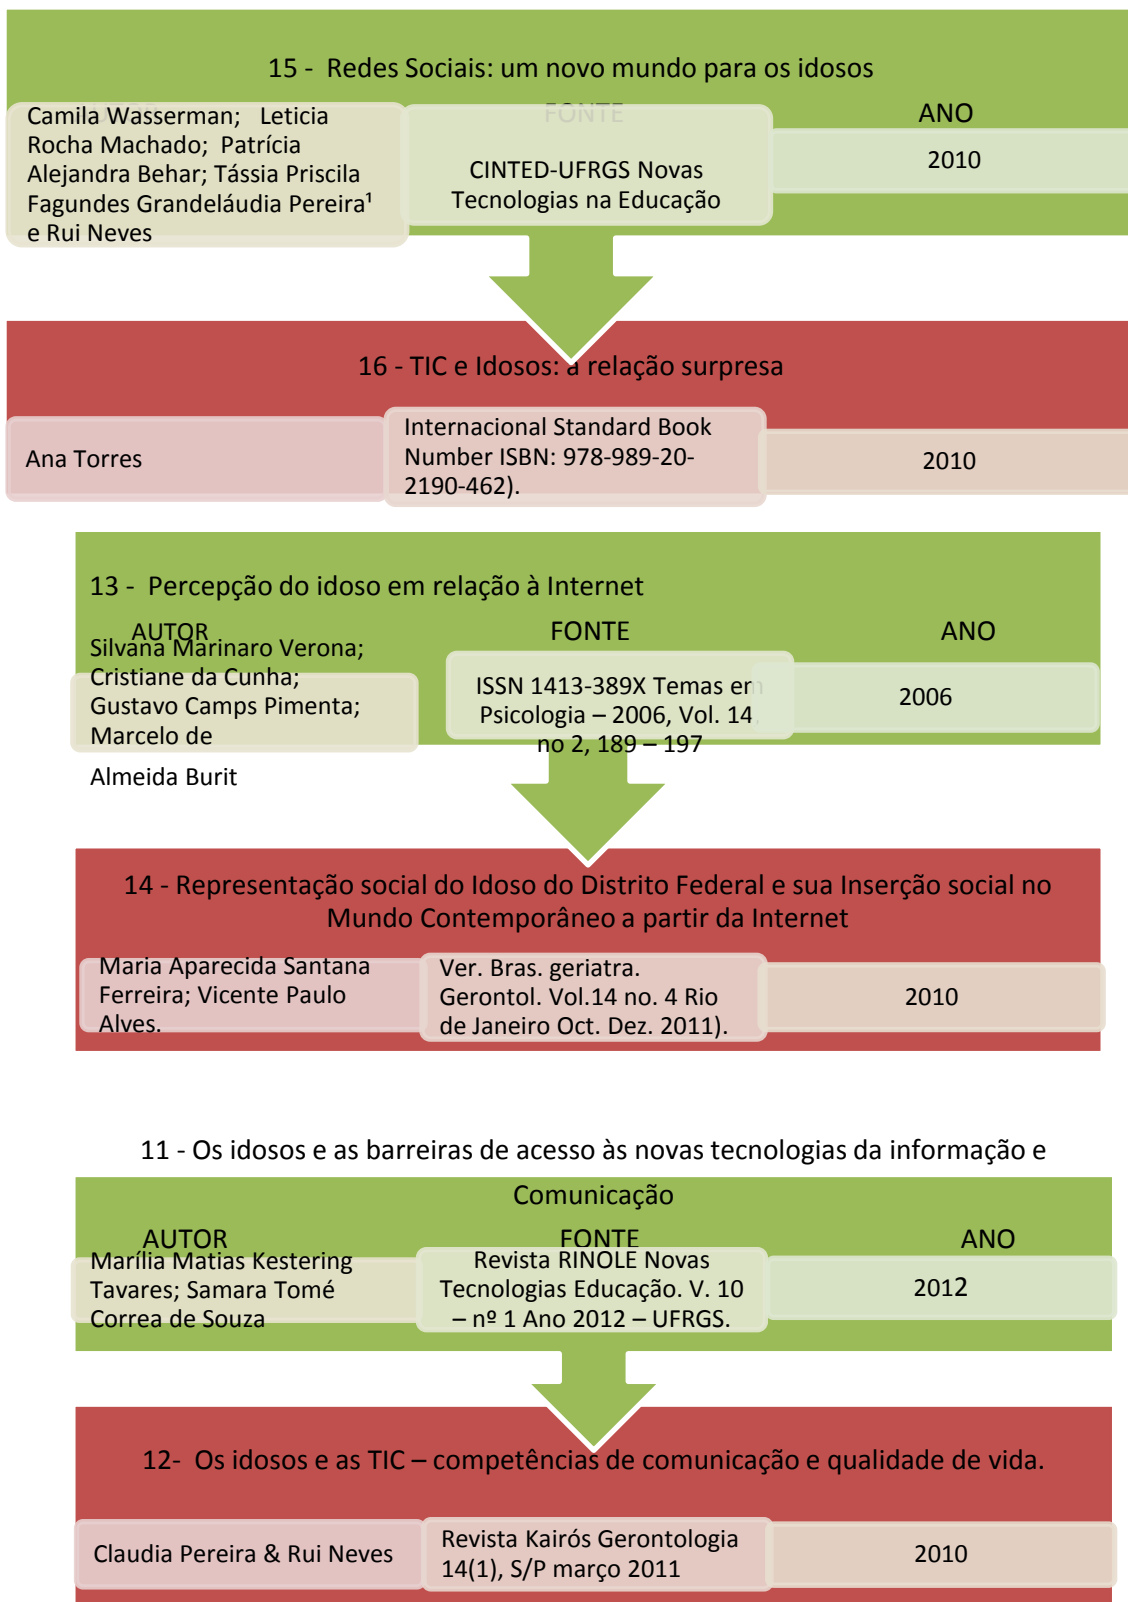 15 - Redes Sociais: um novo mundo para os idosos
AUTOR
FONTE
ANO
Camila Wasserman; Leticia
Rocha Machado; Patrícia
Alejandra Behar; Tássia Priscila
Fagundes Grandeláudia Pereira¹
e Rui Neves
CINTED-UFRGS Novas
Tecnologias na Educação
2010
16 - TIC e Idosos: a relação surpresa
Ana Torres
Internacional Standard Book
Number ISBN: 978-989-20-
2190-462).
2010
13 - Percepção do idoso em relação à Internet
AUTOR
FONTE
ANO
Silvana Marinaro Verona;
Cristiane da Cunha;
Gustavo Camps Pimenta;
Marcelo de
Almeida Burit
ISSN 1413-389X Temas em
Psicologia – 2006, Vol. 14,
no 2, 189 – 197
2006
14 - Representação social do Idoso do Distrito Federal e sua Inserção social no
Mundo Contemporâneo a partir da Internet
Maria Aparecida Santana
Ferreira; Vicente Paulo
Alves.
Ver. Bras. geriatra.
Gerontol. Vol.14 no. 4 Rio
de Janeiro Oct. Dez. 2011).
2010
11 - Os idosos e as barreiras de acesso às novas tecnologias da informação e
Comunicação
AUTOR
FONTE
ANO
Marília Matias Kestering
Tavares; Samara Tomé
Correa de Souza
Revista RINOLE Novas
Tecnologias Educação. V. 10
– nº 1 Ano 2012 – UFRGS.
2012
12- Os idosos e as TIC – competências de comunicação e qualidade de vida.
Claudia Pereira & Rui Neves
Revista Kairós Gerontologia
14(1), S/P março 2011
2010